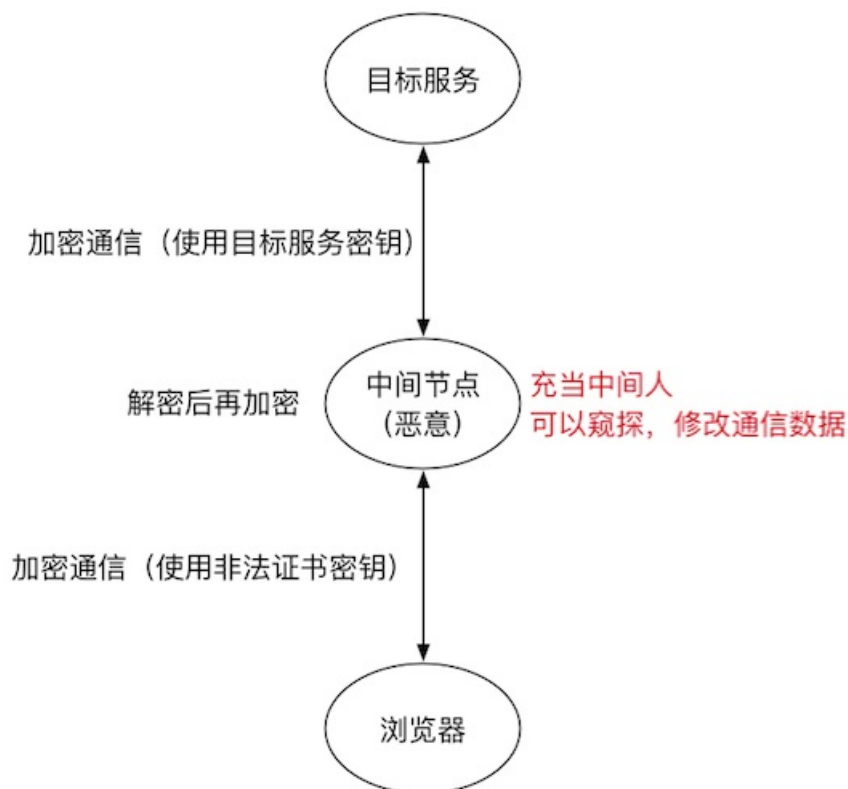 目标服务
加密通信（使用目标服务密钥）
解密后再加密
中间节点
（恶意）
充当中间人
可以窥探，修改通信数据
加密通信（使用非法证书密钥）
浏览器